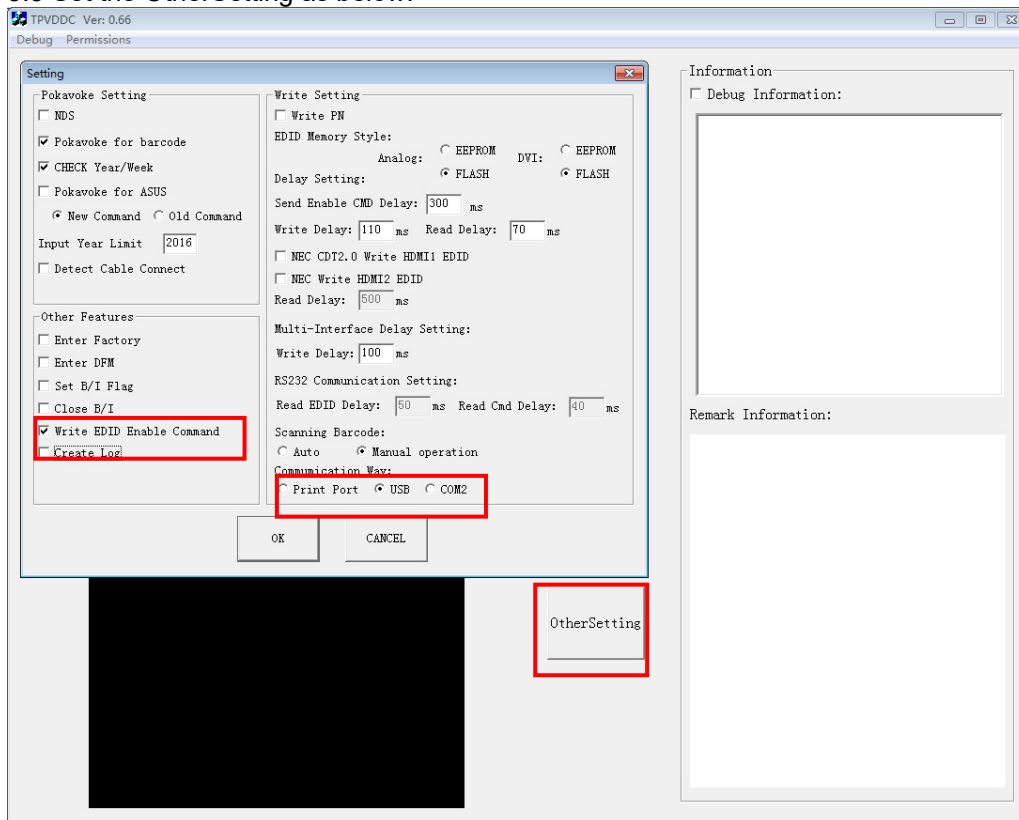 TPVDDC Ver: 0.66
Debug Permissions
Setting
Pokavoke Setting
NDS
Pokavoke for barcode
CHECK Year/Week
Pokavoke for ASUS
New Command Old Command
Input Year Limit 2016
Detect Cable Connect
Other Features
Enter Factory
Enter DFM
Set B/I Flag
Close B/I
Write EDID Enable Command
Create Log
Write Setting
Write PN
EDID Memory Style:
Analog: EEPROM DVI: EEPROM
FLASH FLASH
Delay Setting:
Send Enable CMD Delay: 300 ms
Write Delay: 110 ms Read Delay: 70 ms
NEC CDT2.0 Write HDMI1 EDID
NEC Write HDMI2 EDID
Read Delay: 500 ms
Multi-Interface Delay Setting:
Write Delay: 100 ms
RS232 Communication Setting:
Read EDID Delay: 50 ms Read Cmd Delay: 40 ms
Scanning Barcode:
Auto Manual operation
Communication Way:
Print Port USB COM2
OK CANCEL
OtherSetting
Information
Debug Information:
Remark Information: